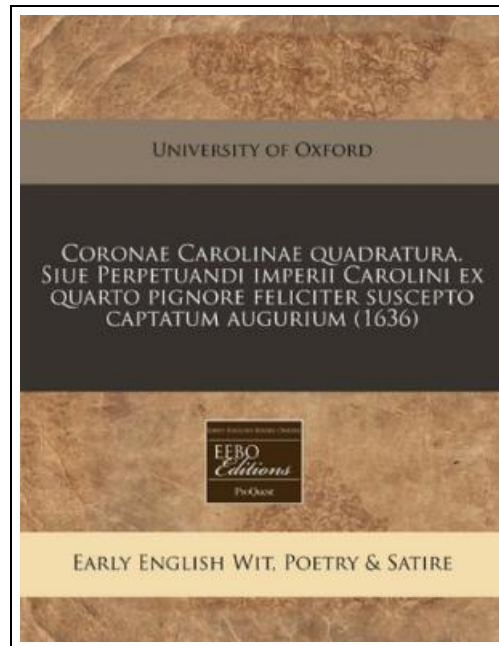 University of Oxford
Coronae Carolinae quadratura.
Siue Perpetuandi imperii Carolini ex
quarto pignore feliciter suscepto
captatum augurium (1636)
EEBO
Editions
ProQuest
Early English Wit, Poetry & Satire